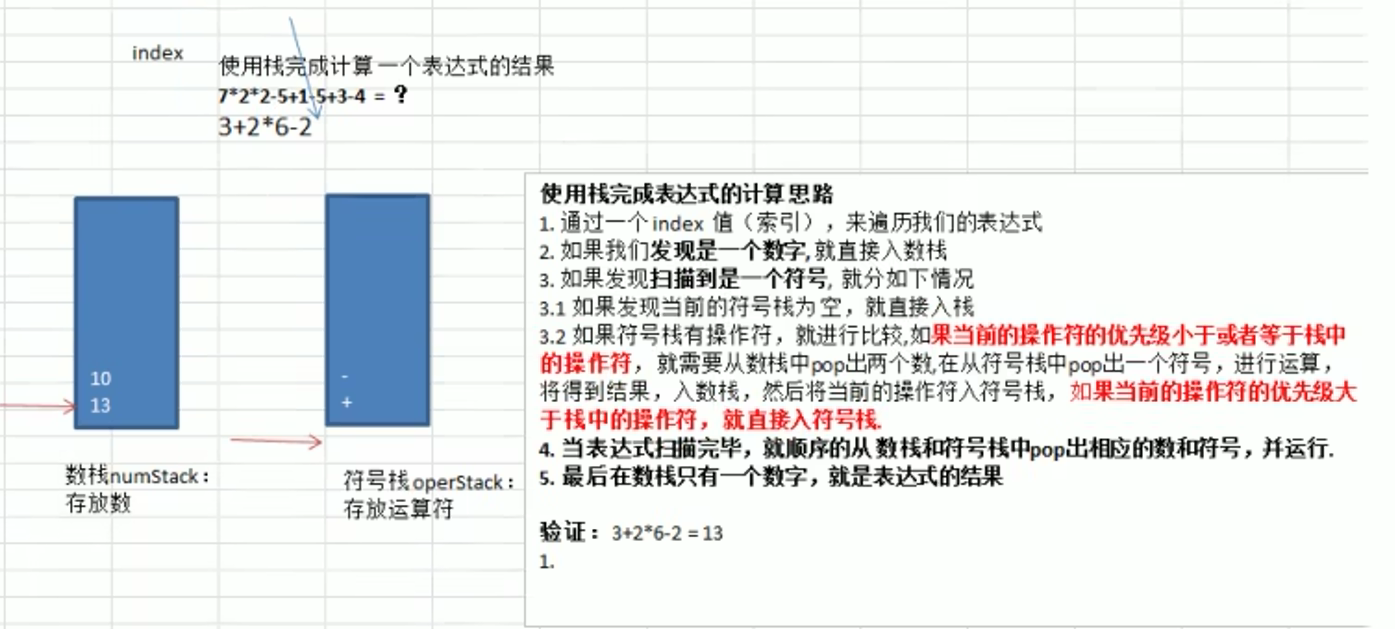 index
使用栈完成计算一个表达式的结果
7*2*2-5+1-5+3-4 = ?
3+2*6-2
10
13
-
+
数栈numStack：
存放数
符号栈operStack：
存放运算符
使用栈完成表达式的计算思路
1. 通过一个 index 值（索引），来遍历我们的表达式
2. 如果我们发现是一个数字,就直接入数栈
3. 如果发现扫描到是一个符号, 就分如下情况
3.1 如果发现当前的符号栈为空，就直接入栈
3.2 如果符号栈有操作符，就进行比较,如果当前的操作符的优先级小于或者等于栈中
的操作符，就需要从数栈中pop出两个数,在从符号栈中pop出一个符号，进行运算，
将得到结果，入数栈，然后将当前的操作符入符号栈，如果当前的操作符的优先级大
于栈中的操作符，就直接入符号栈.
4. 当表达式扫描完毕，就顺序的从数栈和符号栈中pop出相应的数和符号，并运行.
5. 最后在数栈只有一个数字，就是表达式的结果
验证：3+2*6-2 = 13
1.